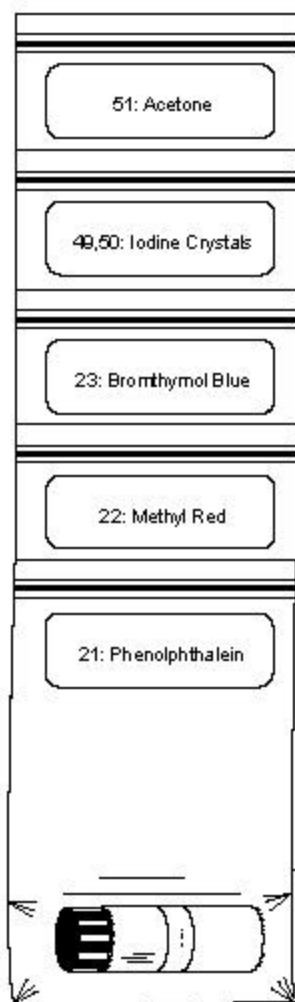 51: Acetone
49,50: Iodine Crystals
23: Bromthymol Blue
22: Methyl Red
21: Phenolphthalein